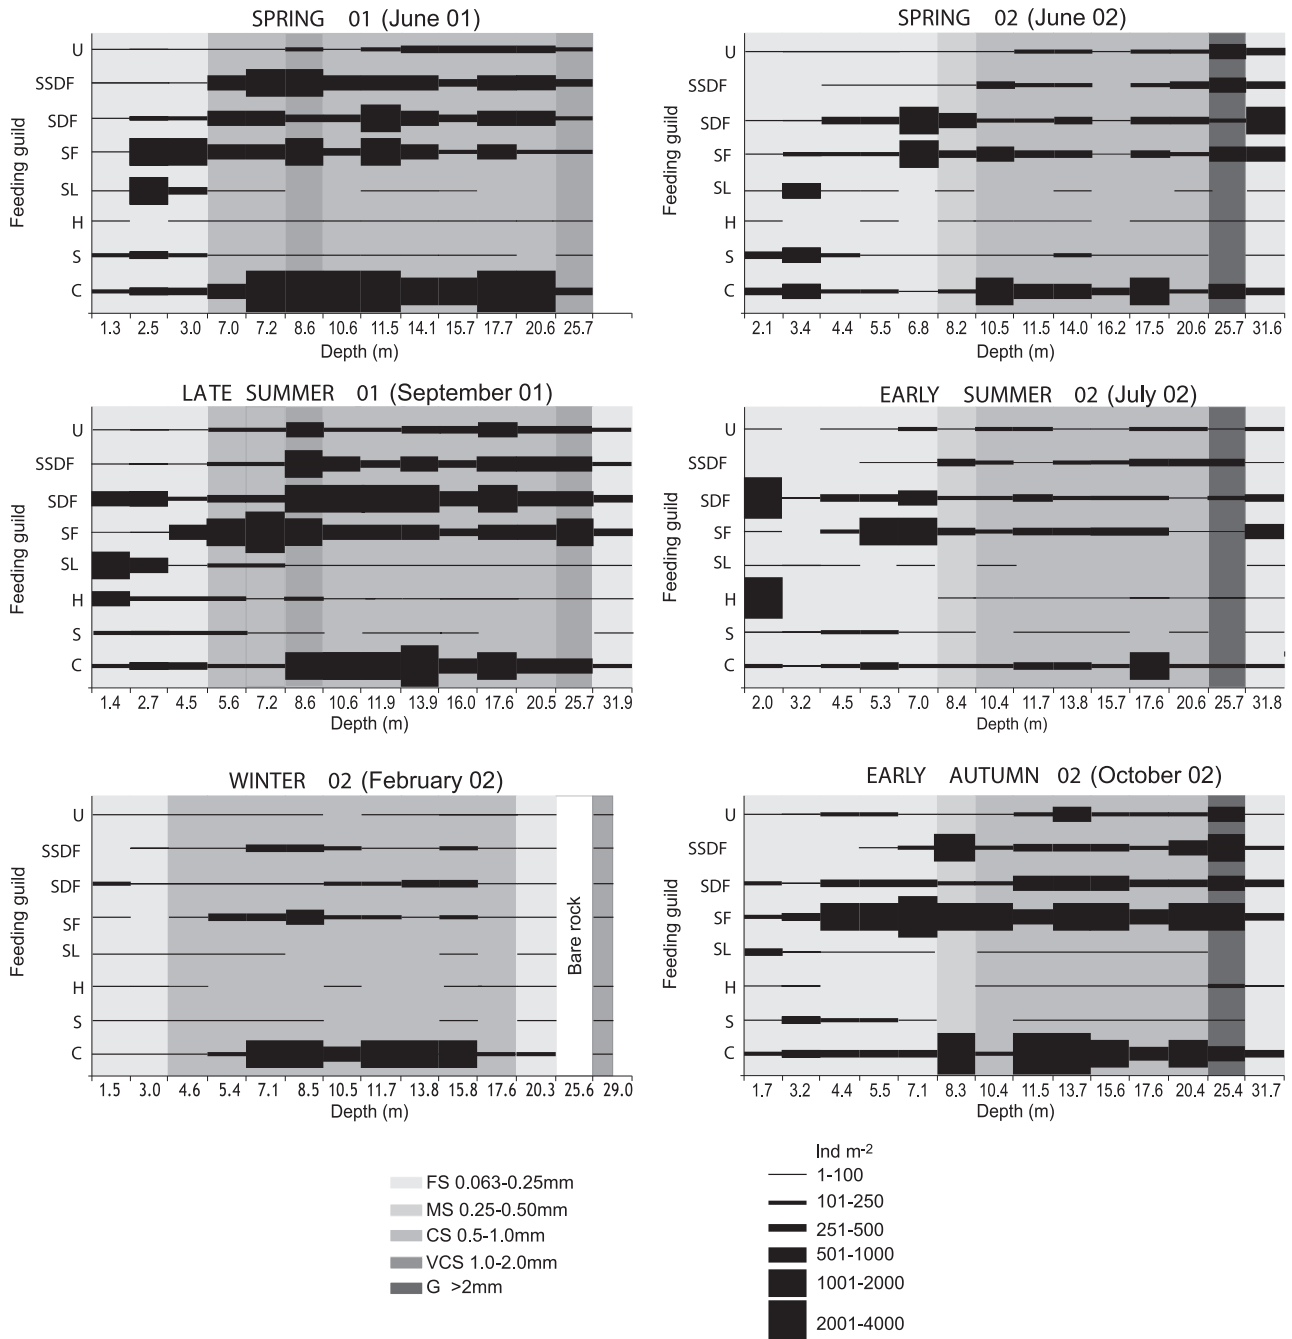 SPRING 01 (June 01)
Feeding guild
U
SSDF
SDF
SF
SL
H
S
C
1.3 2.5 3.0 7.0 7.2 8.6 10.6 11.5 14.1 15.7 17.7 20.6 25.7
Depth (m)
SPRING 02 (June 02)
Feeding guild
U
SSDF
SDF
SF
SL
H
S
C
2.1 3.4 4.4 5.5 6.8 8.2 10.5 11.5 14.0 16.2 17.5 20.6 25.7 31.6
Depth (m)
LATE SUMMER 01 (September 01)
Feeding guild
U
SSDF
SDF
SF
SL
H
S
C
1.4 2.7 4.5 5.6 7.2 8.6 10.6 11.9 13.9 16.0 17.6 20.5 25.7 31.9
Depth (m)
EARLY SUMMER 02 (July 02)
Feeding guild
U
SSDF
SDF
SF
SL
H
S
C
2.0 3.2 4.5 5.3 7.0 8.4 10.4 11.7 13.8 15.7 17.6 20.6 25.7 31.8
Depth (m)
WINTER 02 (February 02)
Feeding guild
U
SSDF
SDF
SF
SL
H
S
C
Bare rock
1.5 3.0 4.6 5.4 7.1 8.5 10.5 11.7 13.8 15.8 17.6 20.3 25.6 29.0
Depth (m)
EARLY AUTUMN 02 (October 02)
Feeding guild
U
SSDF
SDF
SF
SL
H
S
C
1.7 3.2 4.4 5.5 7.1 8.3 10.4 11.5 13.7 15.6 17.6 20.4 25.4 31.7
Depth (m)
FS 0.063-0.25mm
MS 0.25-0.50mm
CS 0.5-1.0mm
VCS 1.0-2.0mm
G >2mm
Ind m-2
1-100
101-250
251-500
501-1000
1001-2000
2001-4000